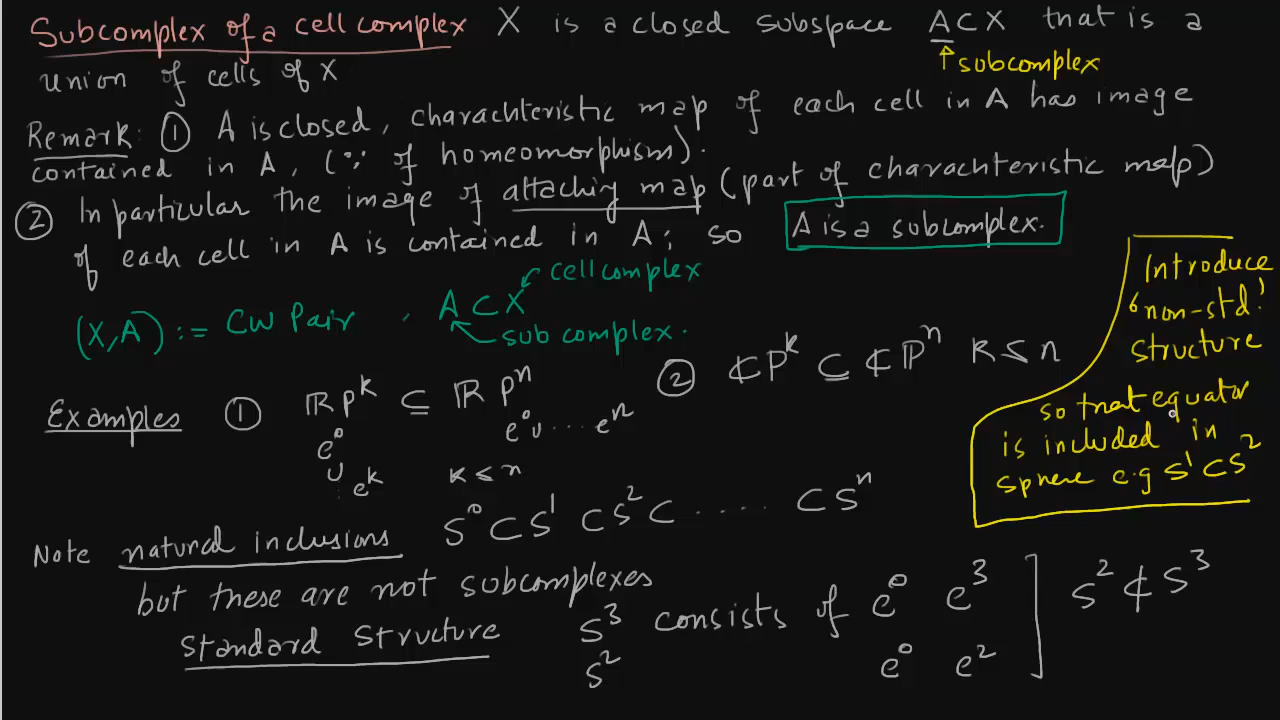 Subcomplex of a cell complex X is a closed subspace A ⊂ X that is a
↑ subcomplex
union of cells of X
Remark: ① A is closed, charachteristic map of each cell in A has image
contained in A, (∵ of homeomorphism).
② In particular the image of attaching map (part of charachteristic map)
of each cell in A is contained in A; so A is a subcomplex.
(X,A) := CW Pair, A ⊂ X
cell complex
sub complex.
Examples ① ℝP^k ⊆ ℝP^n ② ℂP^k ⊆ ℂP^n k ≤ n
e^0 e^0 ∪ .... e^n
∪ e^k k ≤ n
Introduce
'non-std'
structure
so that equator
is included in
sphere e.g S^1 ⊂ S^2
Note natural inclusions S^0 ⊂ S^1 ⊂ S^2 ⊂ ..... ⊂ S^n
but these are not subcomplexes
Standard structure S^3 consists of e^0 e^3 ] S^2 ⊄ S^3
S^2 e^0 e^2